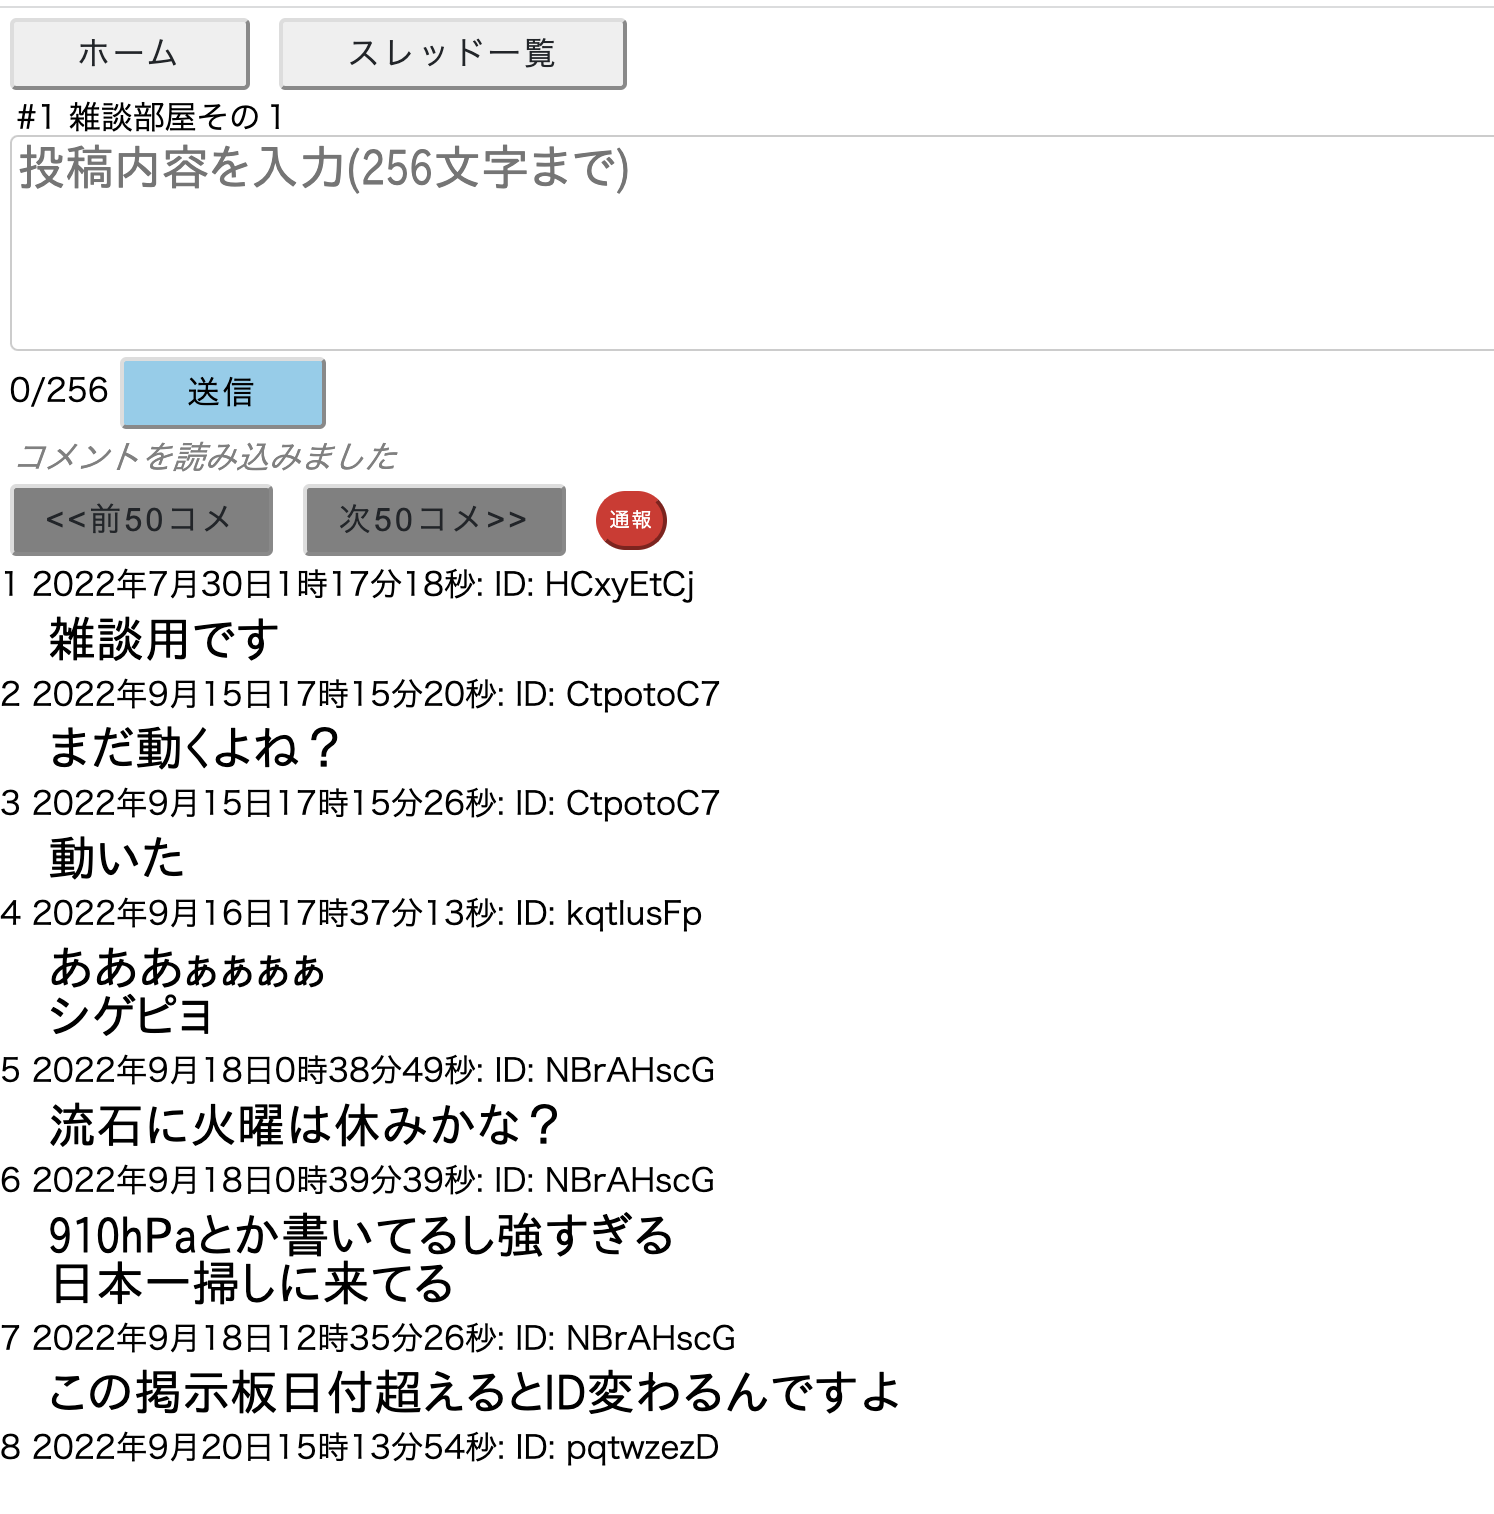 ホーム スレッド一覧
#1 雑談部屋その1
投稿内容を入力(256文字まで)
0/256 送信
コメントを読み込みました
<<前50コメ 次50コメ>> 通報
1 2022年7月30日1時17分18秒: ID: HCxyEtCj
雑談用です
2 2022年9月15日17時15分20秒: ID: CtpotoC7
まだ動くよね？
3 2022年9月15日17時15分26秒: ID: CtpotoC7
動いた
4 2022年9月16日17時37分13秒: ID: kqtlusFp
あああぁぁぁぁ
シゲピヨ
5 2022年9月18日0時38分49秒: ID: NBrAHscG
流石に火曜は休みかな？
6 2022年9月18日0時39分39秒: ID: NBrAHscG
910hPaとか書いてるし強すぎる
日本一掃しに来てる
7 2022年9月18日12時35分26秒: ID: NBrAHscG
この掲示板日付超えるとID変わるんですよ
8 2022年9月20日15時13分54秒: ID: pqtwzezD